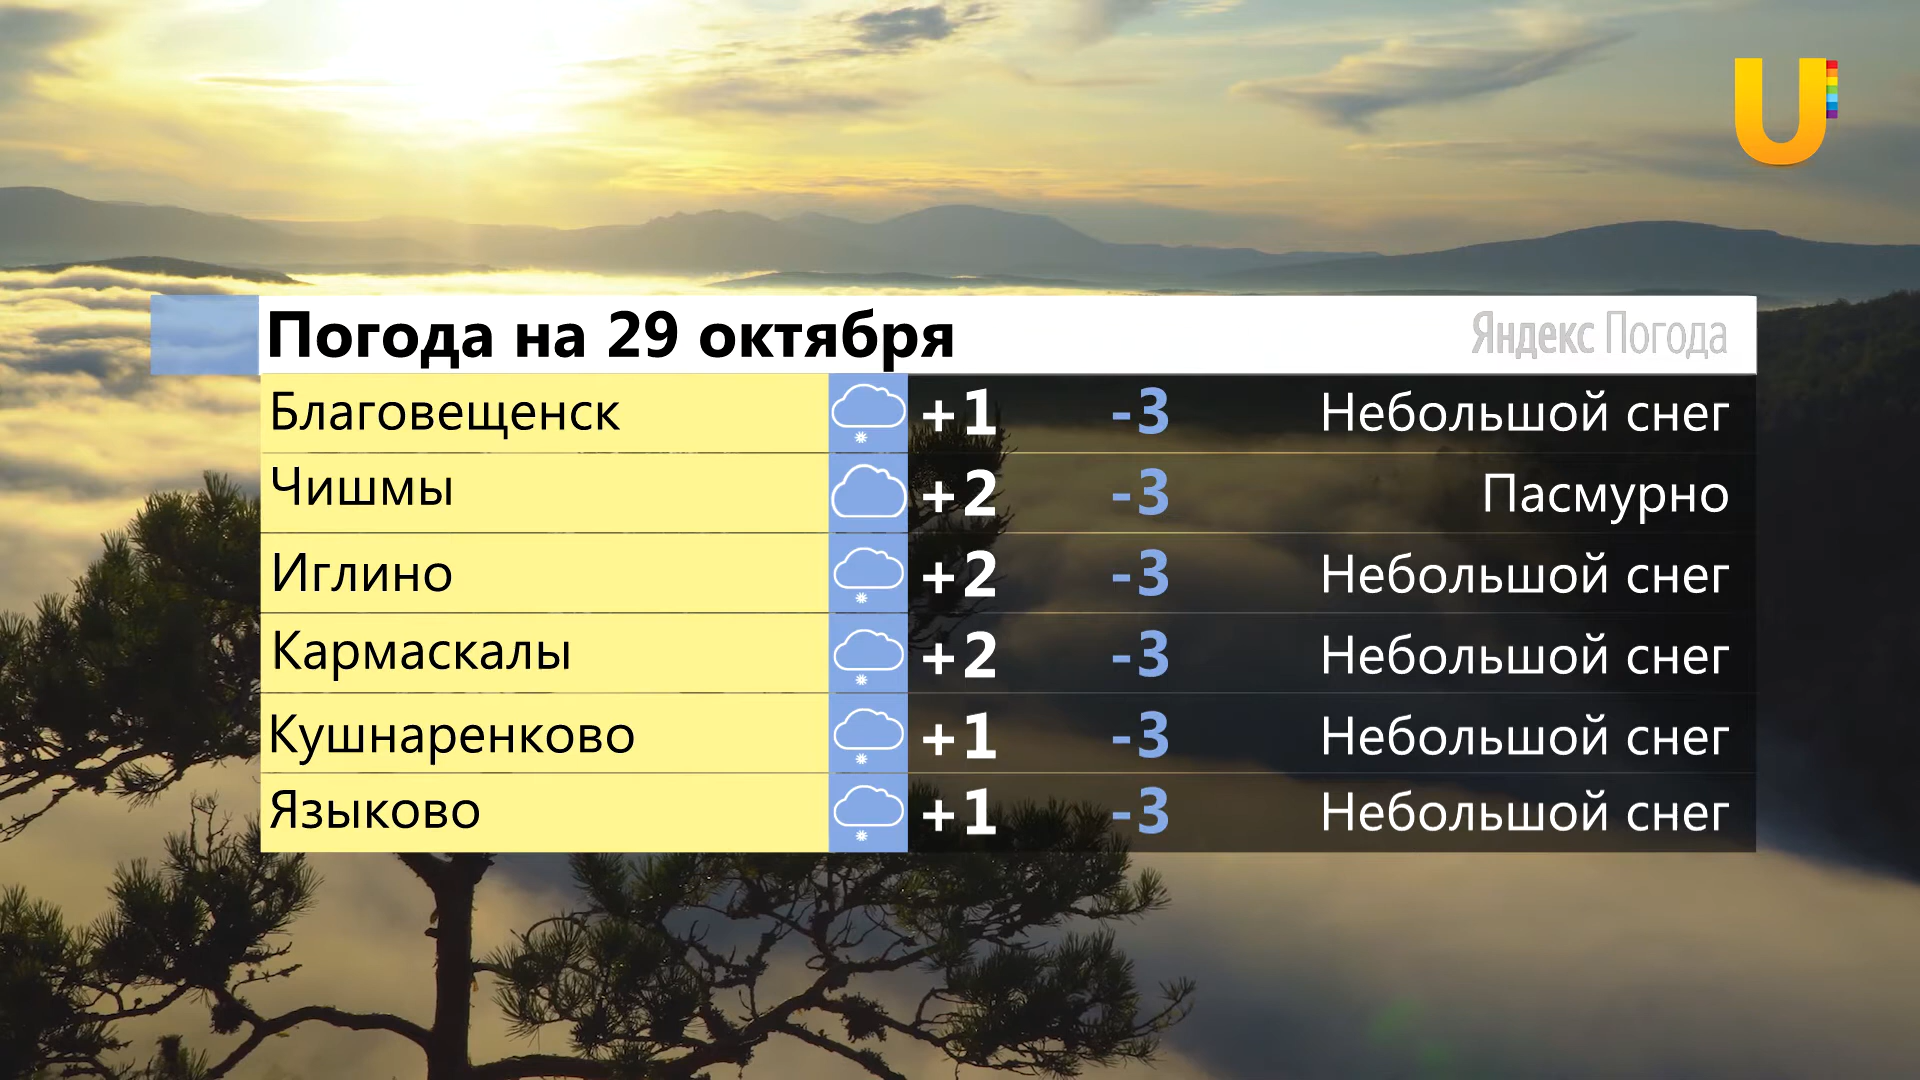 U
Погода на 29 октября Яндекс Погода
Благовещенск +1 -3 Небольшой снег
Чишмы +2 -3 Пасмурно
Иглино +2 -3 Небольшой снег
Кармаскалы +2 -3 Небольшой снег
Кушнаренково +1 -3 Небольшой снег
Языково +1 -3 Небольшой снег